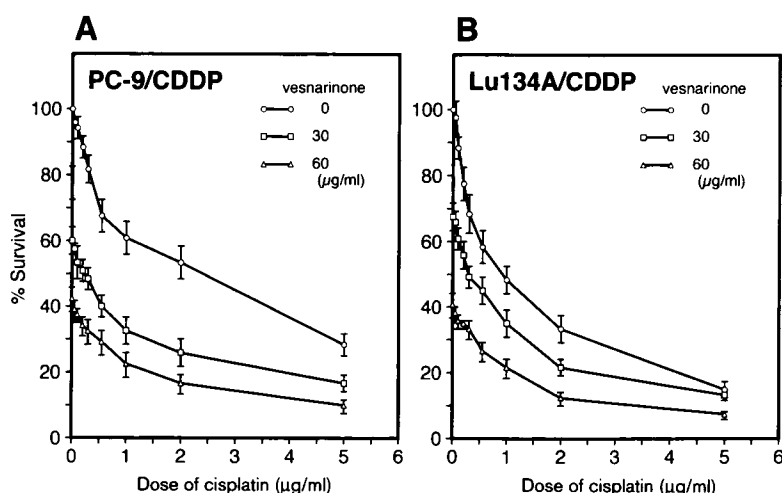 A
B
PC-9/CDDP
vesnarinone
0
30
60
(µg/ml)
Lu134A/CDDP
vesnarinone
0
30
60
(µg/ml)
% Survival
100
80
60
40
20
0
100
80
60
40
20
0
0 1 2 3 4 5 6
0 1 2 3 4 5 6
Dose of cisplatin (µg/ml)
Dose of cisplatin (µg/ml)